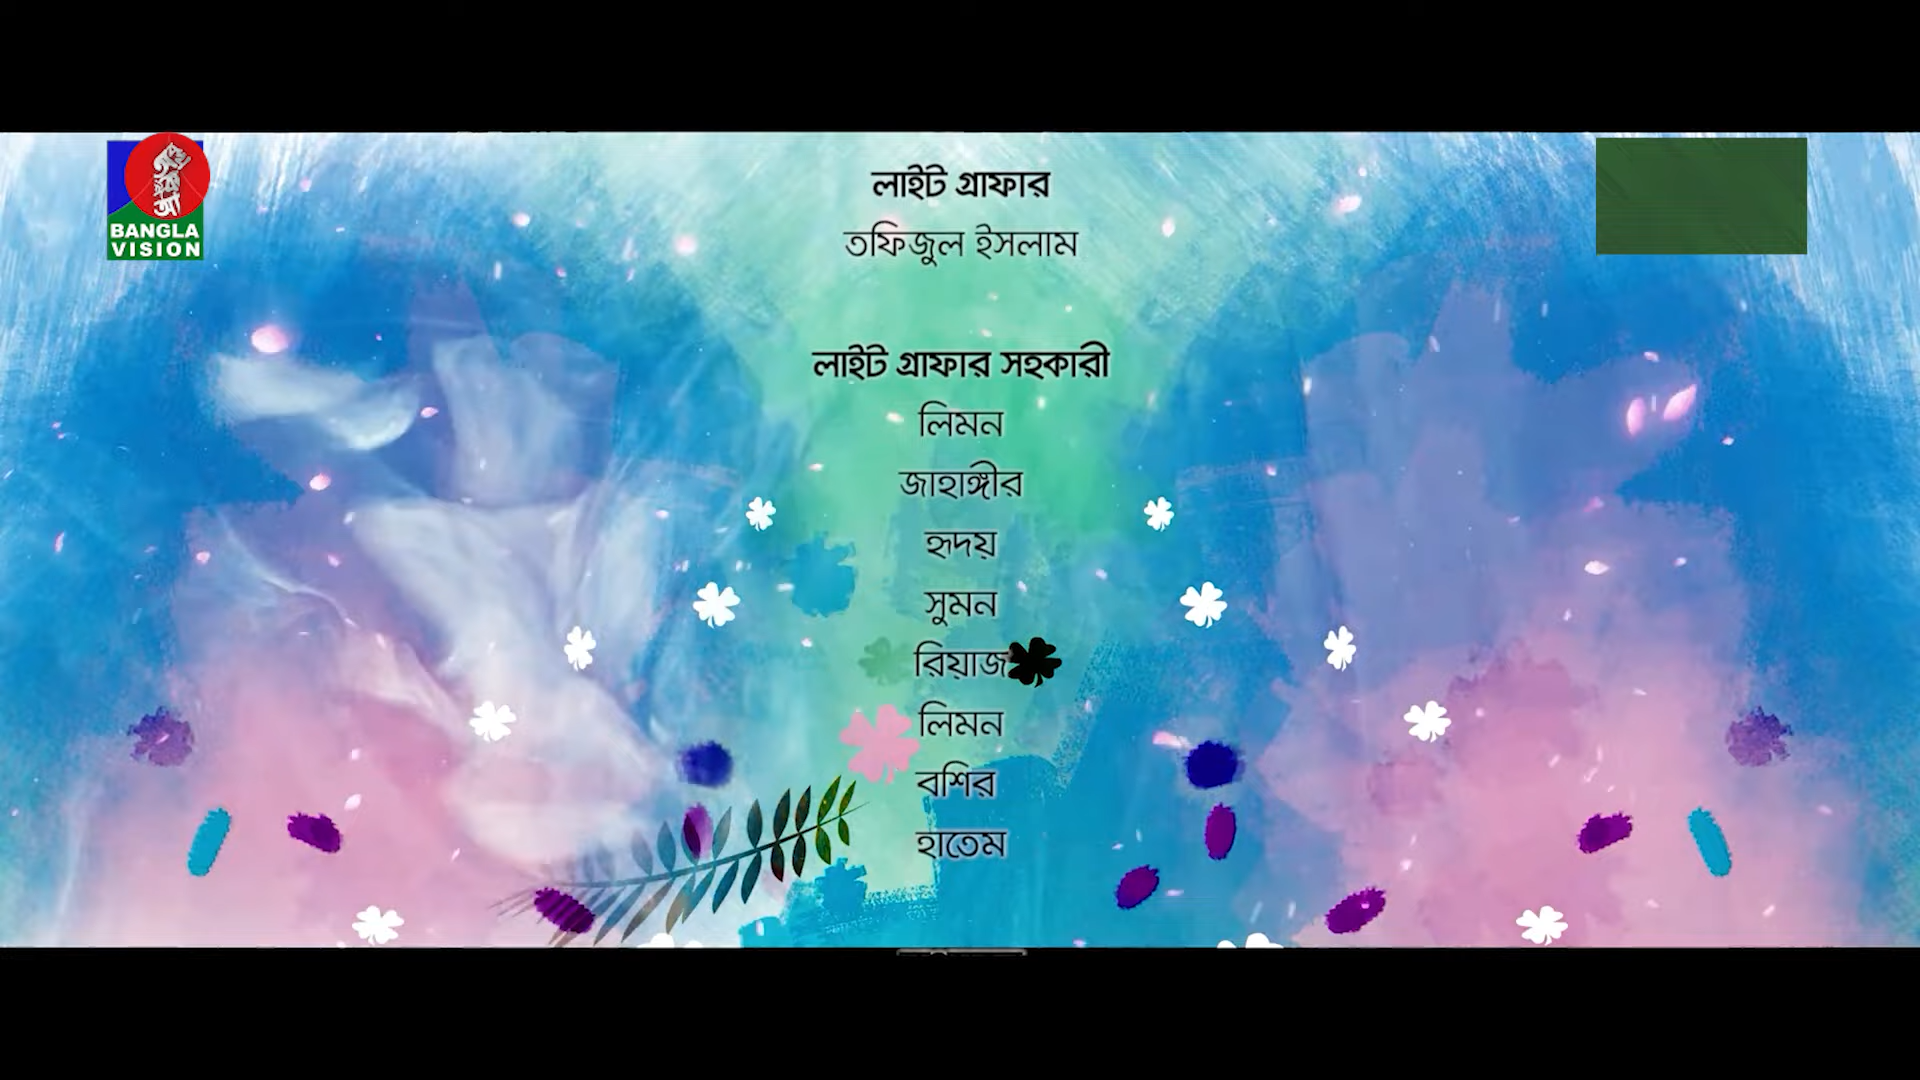 BANGLA
VISION
লাইট গ্রাফার
তফিজুল ইসলাম
লাইট গ্রাফার সহকারী
লিমন
জাহাঙ্গীর
হৃদয়
সুমন
রিয়াজ
লিমন
বশির
হাতেম